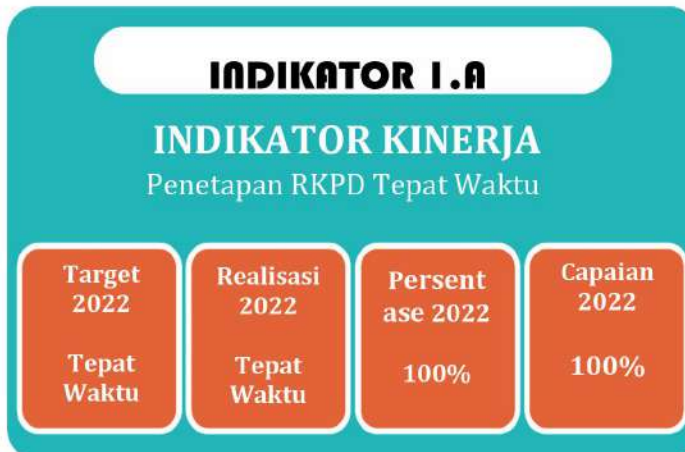 INDIKATOR 1.A
INDIKATOR KINERJA
Penetapan RKPD Tepat Waktu
Target
2022
Tepat
Waktu
Realisasi
2022
Tepat
Waktu
Persent
ase 2022
100%
Capaian
2022
100%